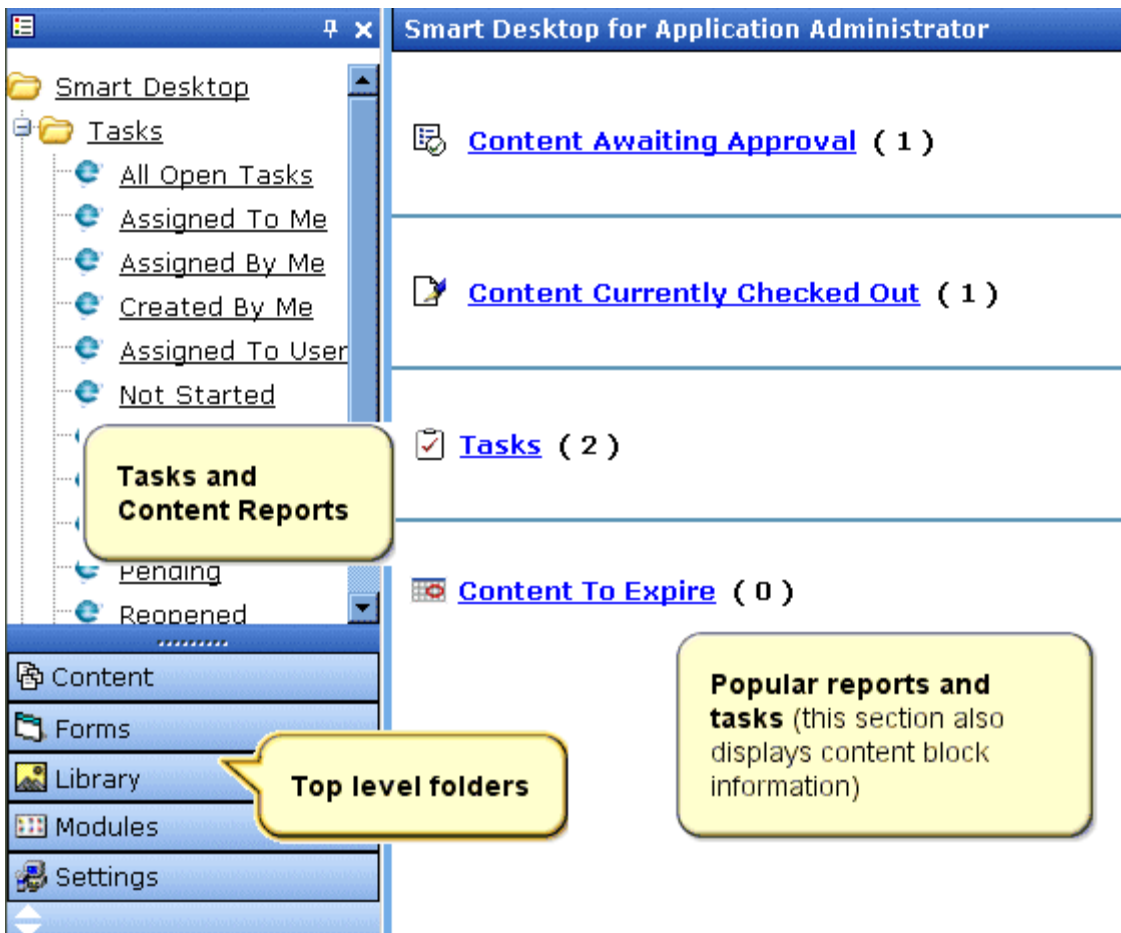 Smart Desktop for Application Administrator
Smart Desktop
Tasks
All Open Tasks
Assigned To Me
Assigned By Me
Created By Me
Assigned To User
Not Started
Tasks and
Content Reports
Pending
Reopened
Content
Forms
Library
Modules
Settings
Top level folders
Content Awaiting Approval ( 1 )
Content Currently Checked Out ( 1 )
Tasks ( 2 )
Content To Expire ( 0 )
Popular reports and
tasks (this section also
displays content block
information)